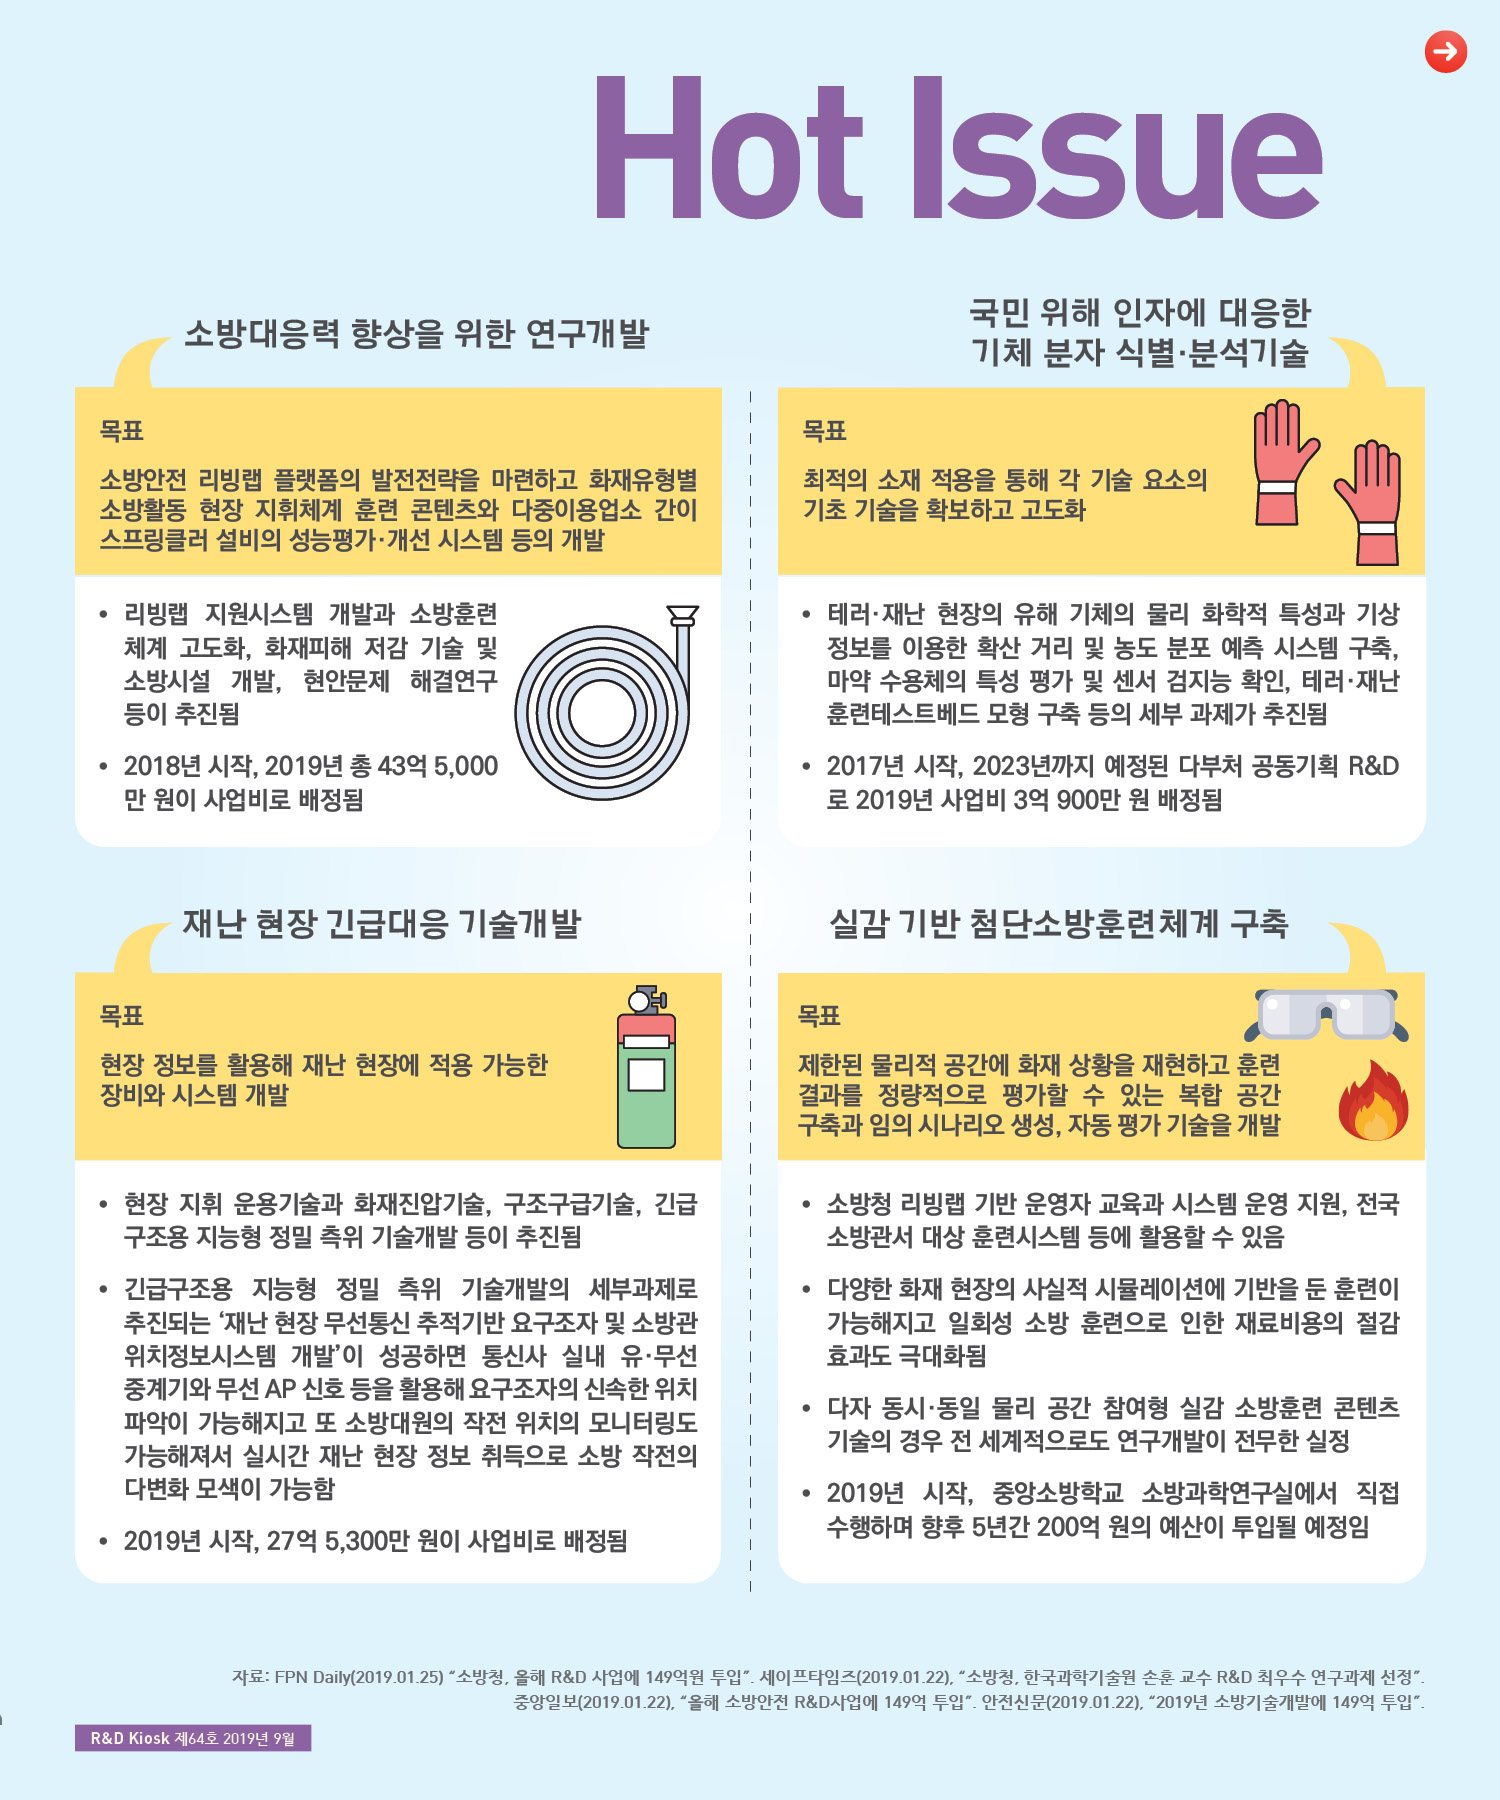 Hot Issue
소방대응력 향상을 위한 연구개발
목표
소방안전 리빙랩 플랫폼의 발전전략을 마련하고 화재유형별
소방활동 현장 지휘체계 훈련 콘텐츠와 다중이용업소 간이
스프링클러 설비의 성능평가·개선 시스템 등의 개발
• 리빙랩 지원시스템 개발과 소방훈련
체계 고도화, 화재피해 저감 기술 및
소방시설 개발, 현안문제 해결연구
등이 추진됨
• 2018년 시작, 2019년 총 43억 5,000
만 원이 사업비로 배정됨
국민 위해 인자에 대응한
기체 분자 식별·분석기술
목표
최적의 소재 적용을 통해 각 기술 요소의
기초 기술을 확보하고 고도화
• 테러·재난 현장의 유해 기체의 물리 화학적 특성과 기상
정보를 이용한 확산 거리 및 농도 분포 예측 시스템 구축,
마약 수용체의 특성 평가 및 센서 검지능 확인, 테러·재난
훈련테스트베드 모형 구축 등의 세부 과제가 추진됨
• 2017년 시작, 2023년까지 예정된 다부처 공동기획 R&D
로 2019년 사업비 3억 900만 원 배정됨
재난 현장 긴급대응 기술개발
목표
현장 정보를 활용해 재난 현장에 적용 가능한
장비와 시스템 개발
• 현장 지휘 운용기술과 화재진압기술, 구조구급기술, 긴급
구조용 지능형 정밀 측위 기술개발 등이 추진됨
• 긴급구조용 지능형 정밀 측위 기술개발의 세부과제로
추진되는 ‘재난 현장 무선통신 추적기반 요구조자 및 소방관
위치정보시스템 개발’이 성공하면 통신사 실내 유·무선
중계기와 무선 AP 신호 등을 활용해 요구조자의 신속한 위치
파악이 가능해지고 또 소방대원의 작전 위치의 모니터링도
가능해져서 실시간 재난 현장 정보 취득으로 소방 작전의
다변화 모색이 가능함
• 2019년 시작, 27억 5,300만 원이 사업비로 배정됨
실감 기반 첨단소방훈련체계 구축
목표
제한된 물리적 공간에 화재 상황을 재현하고 훈련
결과를 정량적으로 평가할 수 있는 복합 공간
구축과 임의 시나리오 생성, 자동 평가 기술을 개발
• 소방청 리빙랩 기반 운영자 교육과 시스템 운영 지원, 전국
소방관서 대상 훈련시스템 등에 활용할 수 있음
• 다양한 화재 현장의 사실적 시뮬레이션에 기반을 둔 훈련이
가능해지고 일회성 소방 훈련으로 인한 재료비용의 절감
효과도 극대화됨
• 다자 동시·동일 물리 공간 참여형 실감 소방훈련 콘텐츠
기술의 경우 전 세계적으로도 연구개발이 전무한 실정
• 2019년 시작, 중앙소방학교 소방과학연구실에서 직접
수행하며 향후 5년간 200억 원의 예산이 투입될 예정임
자료: FPN Daily(2019.01.25) “소방청, 올해 R&D 사업에 149억원 투입”. 세이프타임즈(2019.01.22), “소방청, 한국과학기술원 손훈 교수 R&D 최우수 연구과제 선정”.
중앙일보(2019.01.22), “올해 소방안전 R&D사업에 149억 투입”. 안전신문(2019.01.22), “2019년 소방기술개발에 149억 투입”.
R&D Kiosk 제64호 2019년 9월